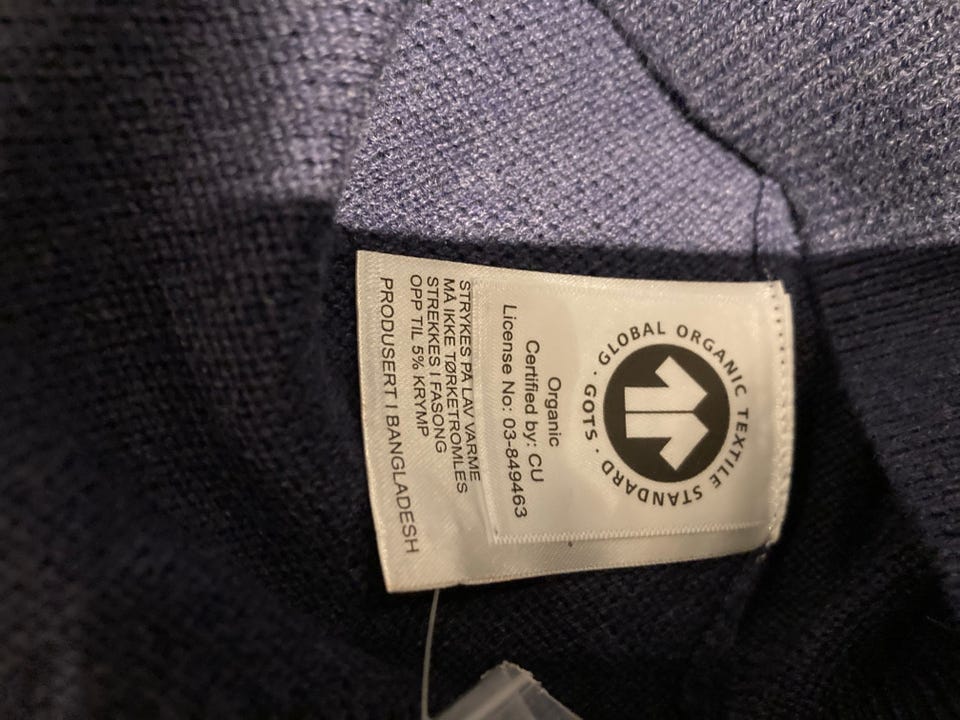 GLOBAL ORGANIC TEXTILE STANDARD
· GOTS ·
Organic
Certified by: CU
License No: 03-849463
STRYKES PÅ LAV VARME
MÅ IKKE TØRKETROMLES
STREKKES I FASONG
OPP TIL 5% KRYMP
PRODUSERT I BANGLADESH